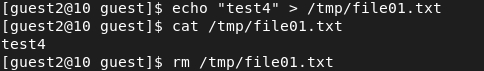 [guest2@10 guest]$ echo "test4" > /tmp/file01.txt
[guest2@10 guest]$ cat /tmp/file01.txt
test4
[guest2@10 guest]$ rm /tmp/file01.txt